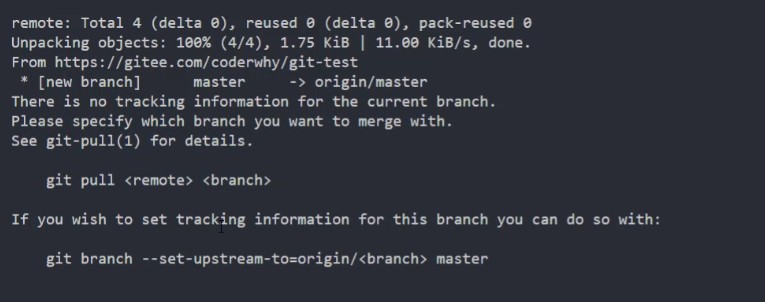 remote: Total 4 (delta 0), reused 0 (delta 0), pack-reused 0
Unpacking objects: 100% (4/4), 1.75 KiB | 11.00 KiB/s, done.
From https://gitee.com/coderwhy/git-test
 * [new branch]      master     -> origin/master
There is no tracking information for the current branch.
Please specify which branch you want to merge with.
See git-pull(1) for details.

    git pull <remote> <branch>

If you wish to set tracking information for this branch you can do so with:

    git branch --set-upstream-to=origin/<branch> master